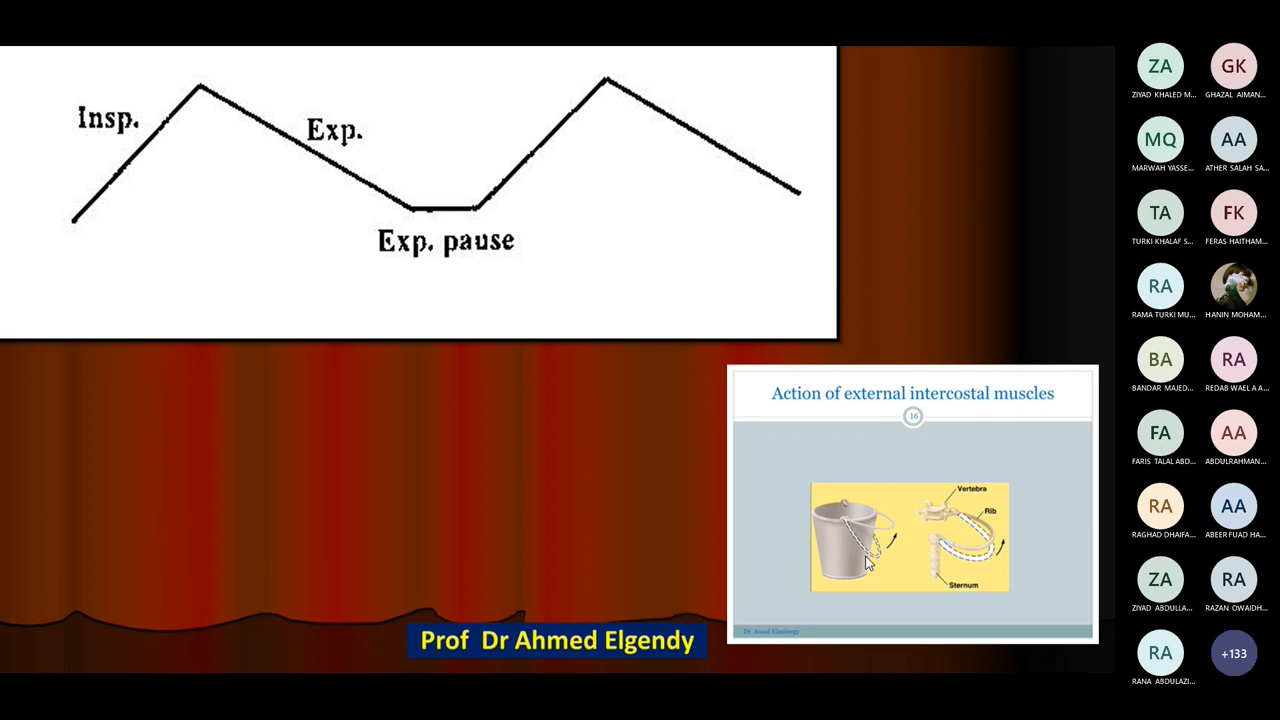 Insp.
Exp.
Exp. pause
Action of external intercostal muscles
16
Vertebra
Rib
Sternum
Prof Dr Ahmed Elgendy
ZA
GK
ZIYAD KHALED M...
GHAZAL AIMAN...
MQ
AA
MARWAH YASSE...
ATHER SALAH SA...
TA
FK
TURKI KHALAF S...
FERAS HAITHAM...
RA
RAMA TURKI MU...
HANIN MOHAM...
BA
RA
BANDAR MAJED...
REDAB WAEL A A...
FA
AA
FARIS TALAL ABD...
ABDULRAHMAN...
RA
AA
RAGHAD DHAIFA...
ABEER FUAD HA...
ZA
RA
ZIYAD ABDULLA...
RAZAN OWAIDH...
RA
+133
RANA ABDULAZI...